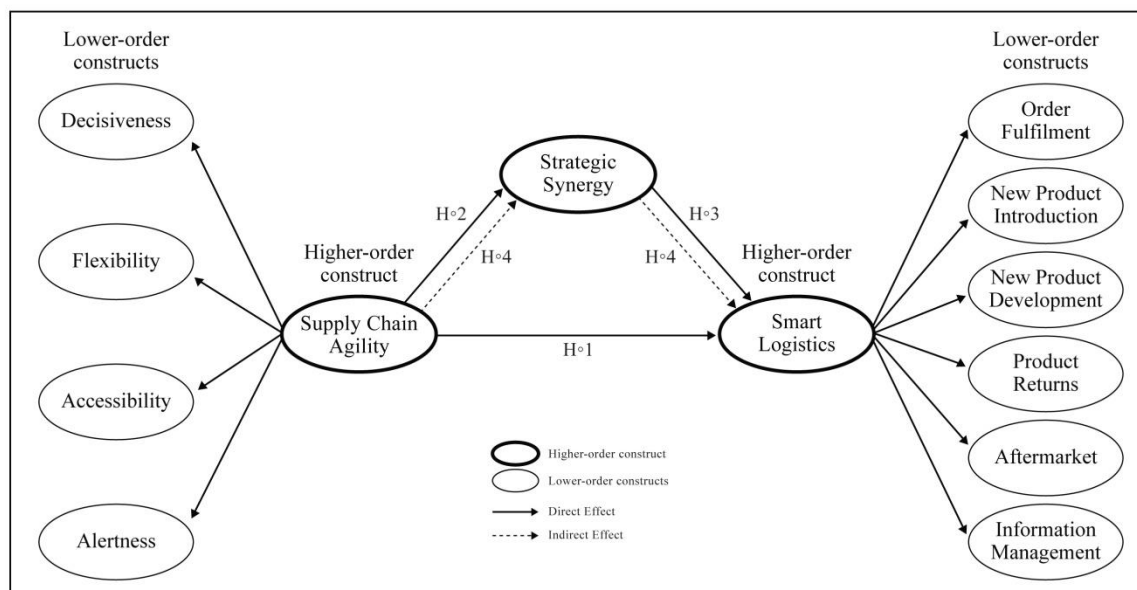 Lower-order
constructs
Decisiveness
Flexibility
Accessibility
Alertness
Higher-order
construct
Supply Chain
Agility
H∘2
H∘4
Strategic
Synergy
H∘3
H∘4
H∘1
Higher-order
construct
Smart
Logistics
Higher-order construct
Lower-order constructs
Direct Effect
Indirect Effect
Lower-order
constructs
Order
Fulfilment
New Product
Introduction
New Product
Development
Product
Returns
Aftermarket
Information
Management